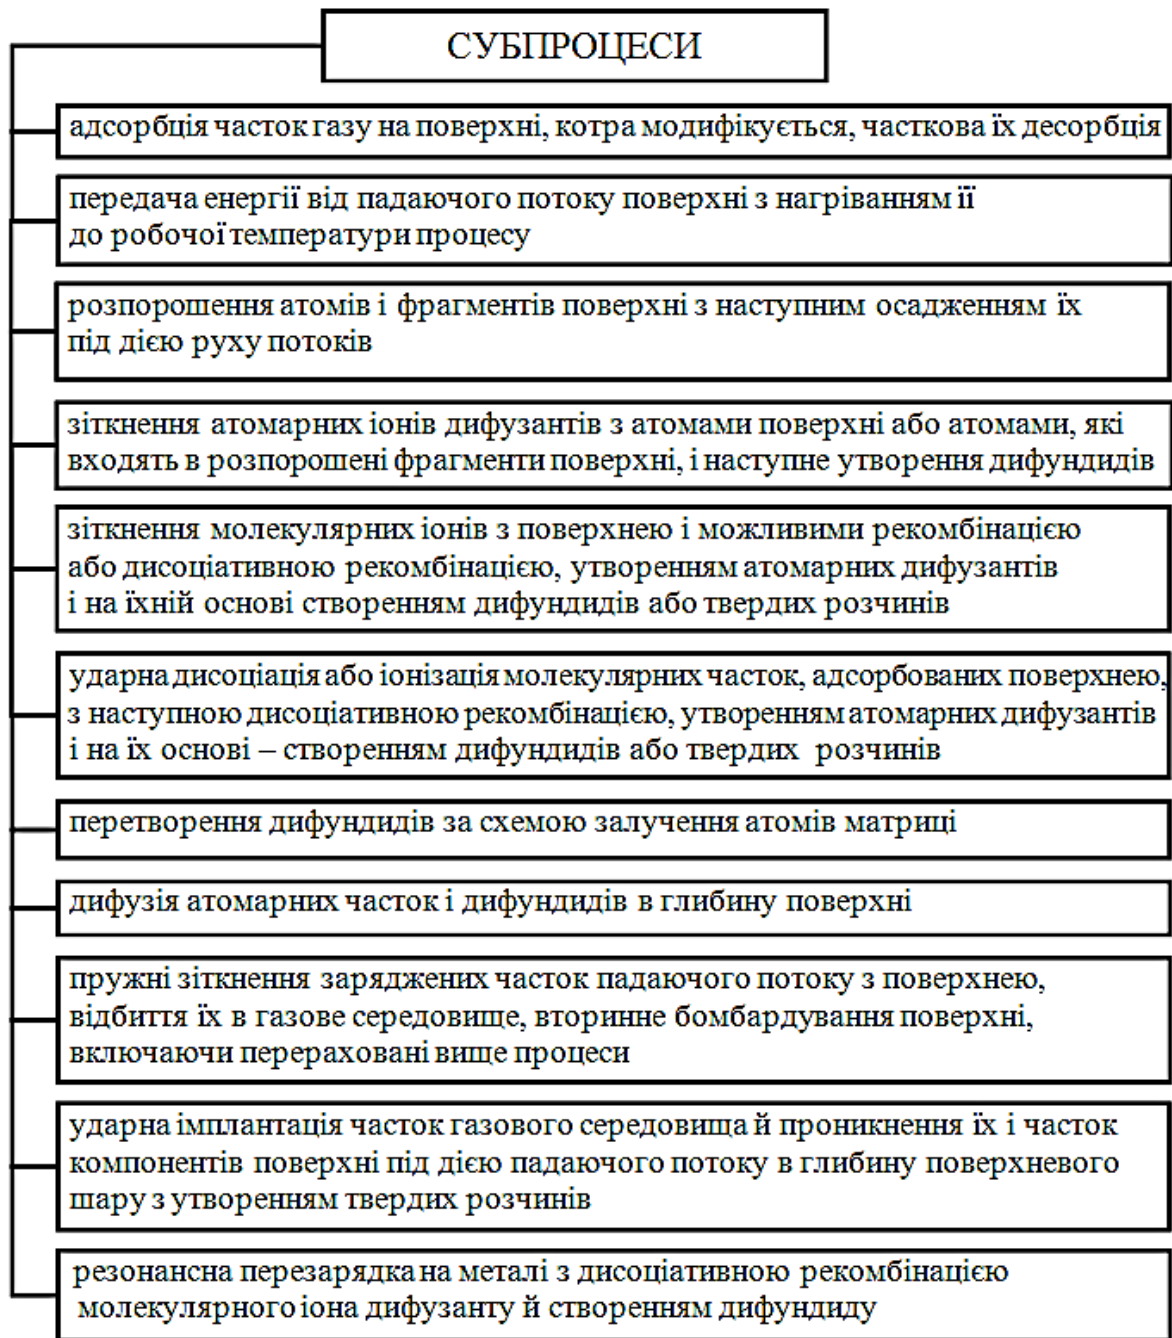 СУБПРОЦЕСИ
адсорбція часток газу на поверхні, котра модифікується, часткова їх десорбція
передача енергії від падаючого потоку поверхні з нагріванням її
до робочої температури процесу
розпорошення атомів і фрагментів поверхні з наступним осадженням їх
під дією руху потоків
зіткнення атомарних іонів дифузантів з атомами поверхні або атомами, які
входять в розпорошені фрагменти поверхні, і наступне утворення дифундидів
зіткнення молекулярних іонів з поверхнею і можливими рекомбінацією
або дисоціативною рекомбінацією, утворенням атомарних дифузантів
і на їхній основі створенням дифундидів або твердих розчинів
ударна дисоціація або іонізація молекулярних часток, адсорбованих поверхнею,
з наступною дисоціативною рекомбінацією, утворенням атомарних дифузантів
і на їх основі – створенням дифундидів або твердих розчинів
перетворення дифундидів за схемою залучення атомів матриці
дифузія атомарних часток і дифундидів в глибину поверхні
пружні зіткнення заряджених часток падаючого потоку з поверхнею,
відбиття їх в газове середовище, вторинне бомбардування поверхні,
включаючи перераховані вище процеси
ударна імплантація часток газового середовища й проникнення їх і часток
компонентів поверхні під дією падаючого потоку в глибину поверхневого
шару з утворенням твердих розчинів
резонансна перезарядка на металі з дисоціативною рекомбінацією
молекулярного іона дифузанту й створенням дифундиду